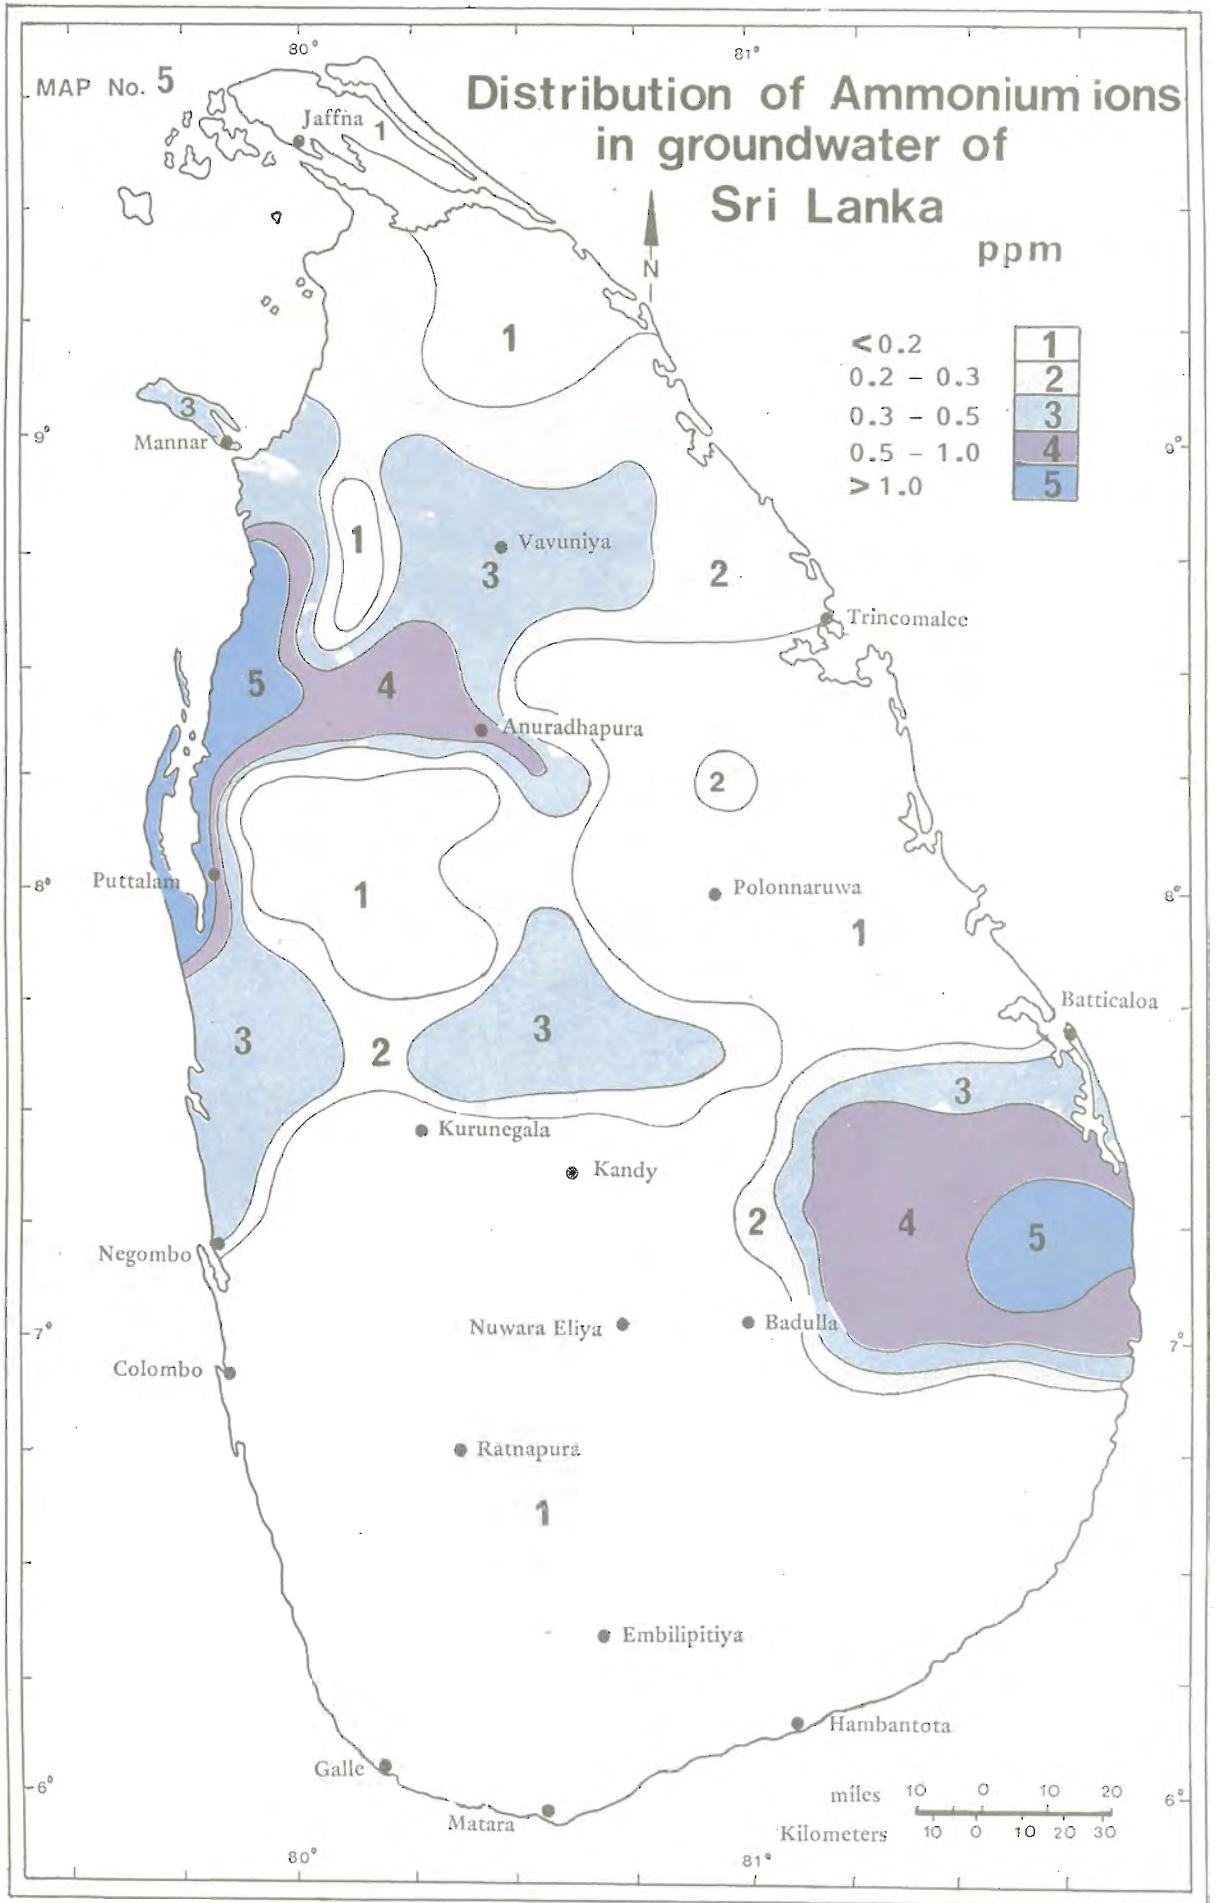 MAP No. 5
Distribution of Ammonium ions
in groundwater of
Sri Lanka
ppm
<0.2 1
0.2 - 0.3 2
0.3 - 0.5 3
0.5 - 1.0 4
>1.0 5
80° 81°
N
Jaffna
1
1
3
Mannar
9° 9°
1
Vavuniya
3
2
Trincomalee
5
4
Anuradhapura
2
Puttalam
8° 8°
1
Polonnaruwa
1
Batticaloa
3
2
3
3
Kurunegala
Kandy
2
4
5
Negombo
Nuwara Eliya
Badulla
7° 7°
Colombo
Ratnapura
1
Embilipitiya
Hambantota
Galle
6° 6°
Matara
miles 10 0 10 20
Kilometers 10 0 10 20 30
80° 81°